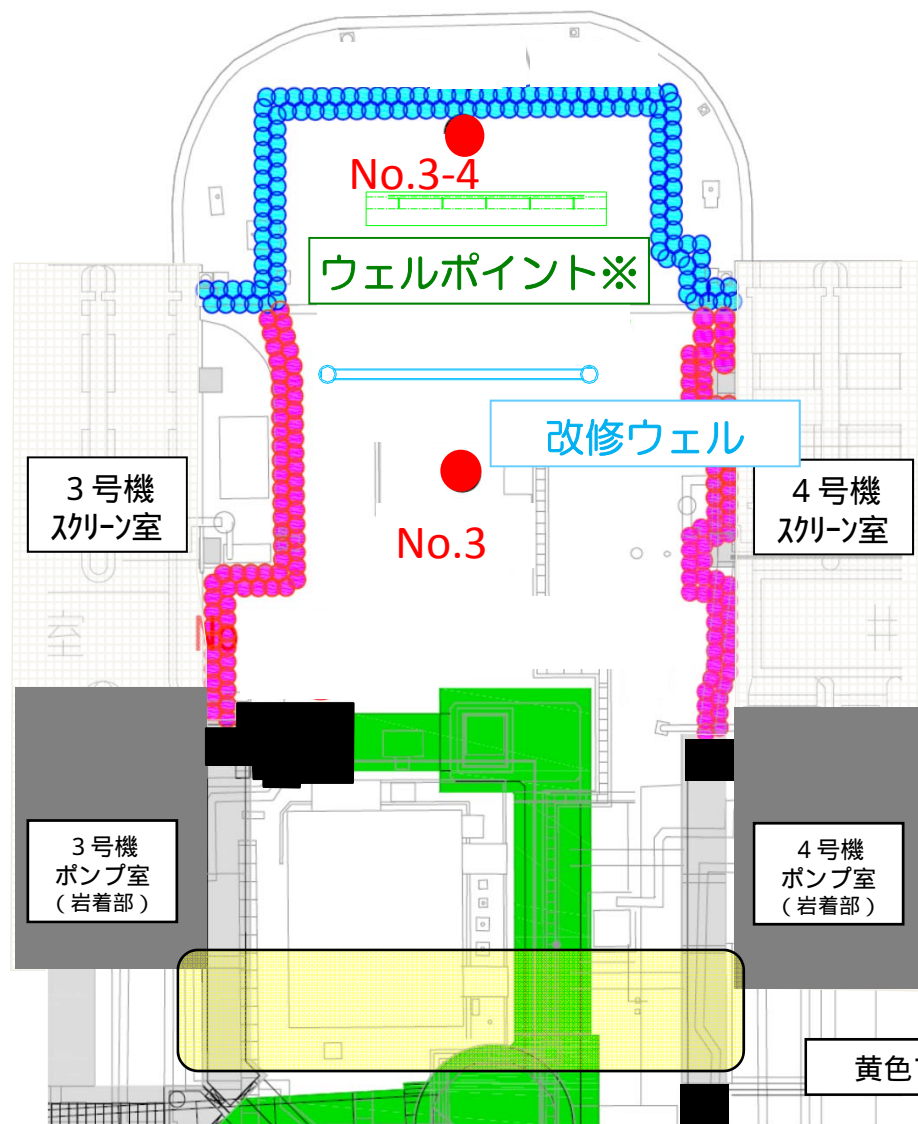 No.3-4
ウェルポイント※
改修ウェル
３号機
ｽｸﾘｰﾝ室
４号機
ｽｸﾘｰﾝ室
No.3
室
No
３号機
ポンプ室
（岩着部）
４号機
ポンプ室
（岩着部）
黄色